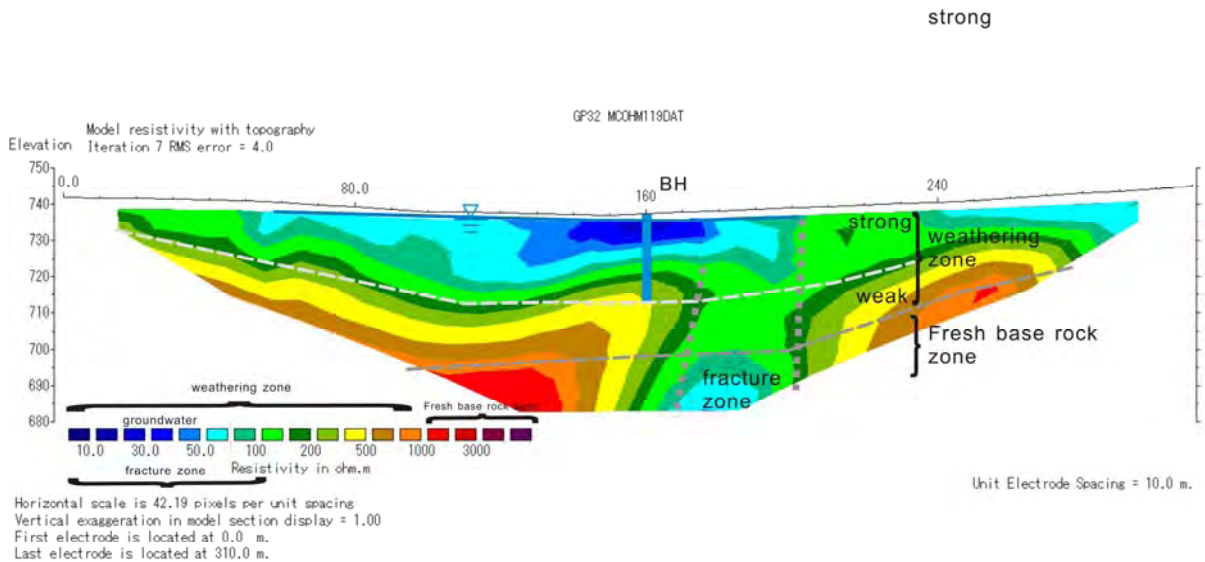 strong
GP32 MCOHM119DAT
Model resistivity with topography
Elevation Iteration 7 RMS error = 4.0
750
0.0
80.0
160
BH
240
740
730
720
710
700
690
680
strong
weathering
zone
weak
Fresh base rock
zone
fracture
zone
weathering zone
Fresh base rock
groundwater
10.0 30.0 50.0 100 200 500 1000 3000
Resistivity in ohm.m
fracture zone
Unit Electrode Spacing = 10.0 m.
Horizontal scale is 42.19 pixels per unit spacing
Vertical exaggeration in model section display = 1.00
First electrode is located at 0.0 m.
Last electrode is located at 310.0 m.